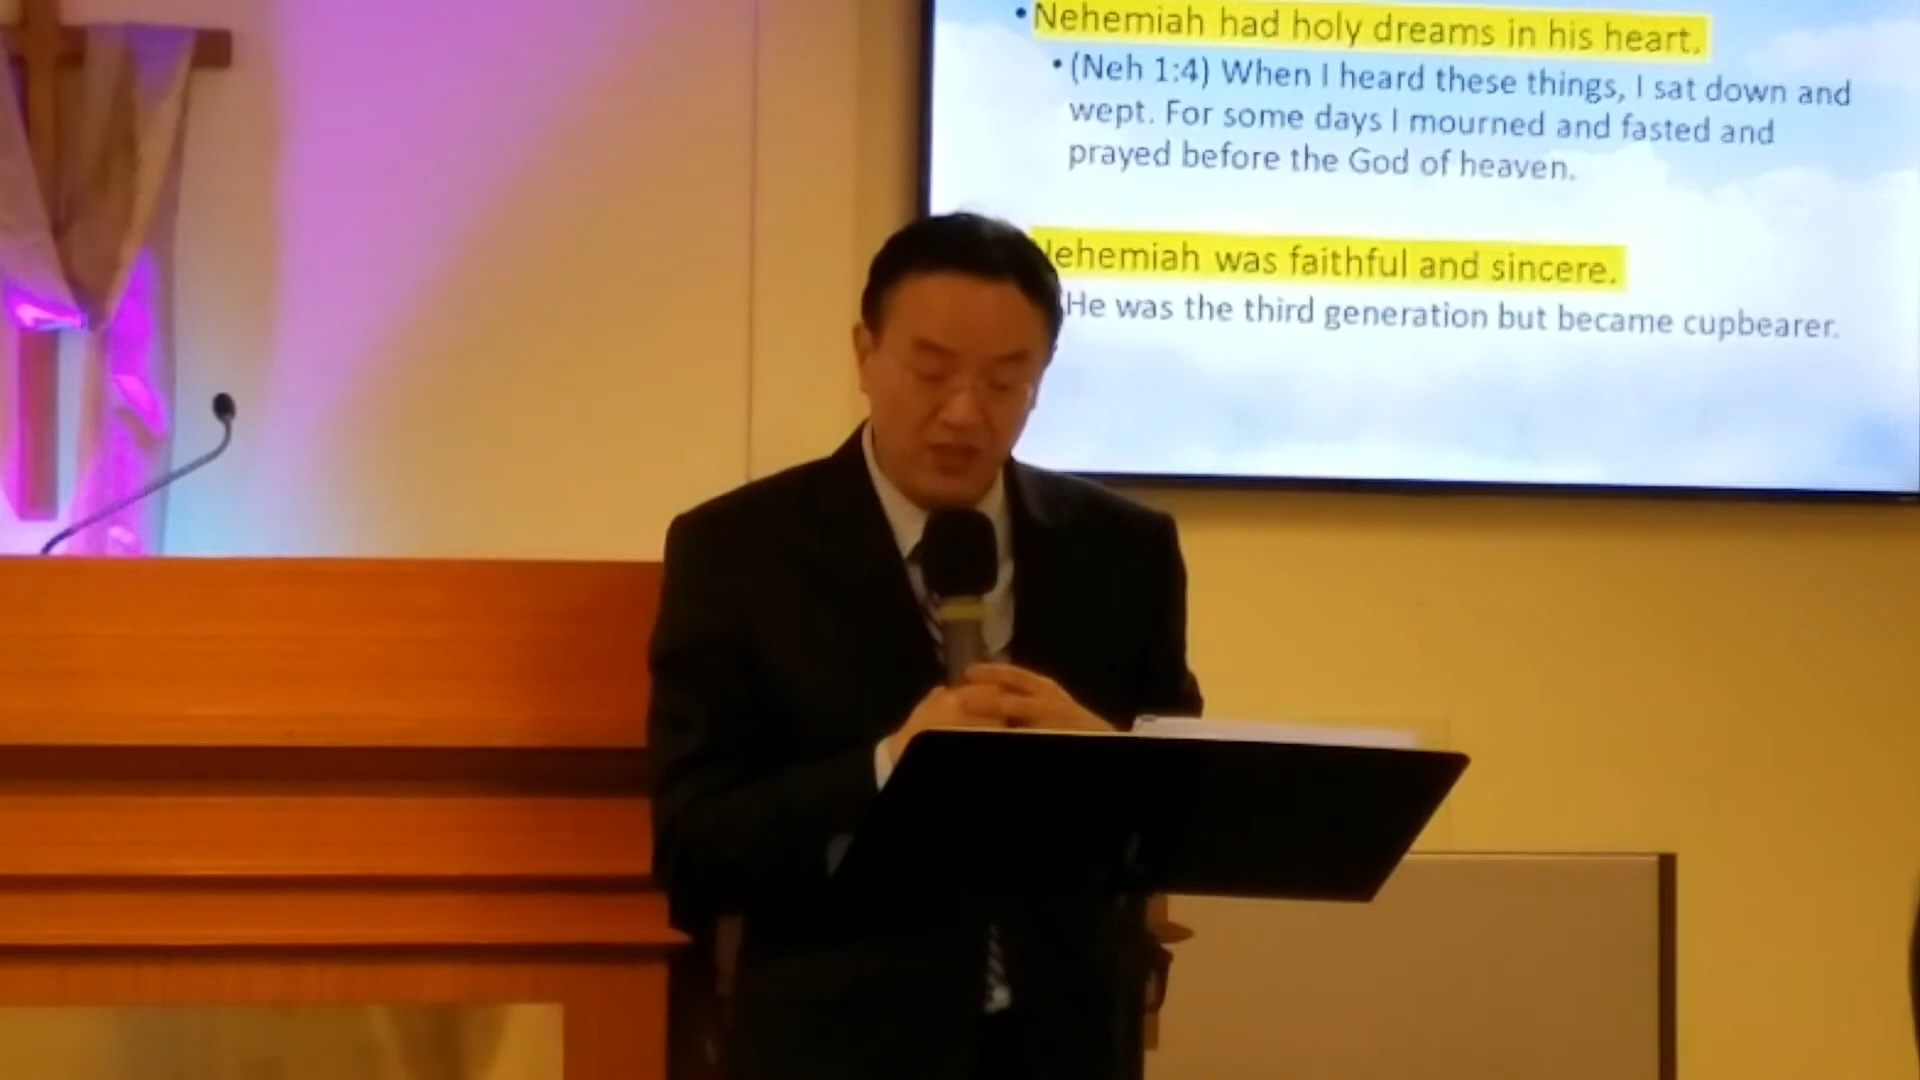 •Nehemiah had holy dreams in his heart.
•(Neh 1:4) When I heard these things, I sat down and
wept. For some days I mourned and fasted and
prayed before the God of heaven.
Nehemiah was faithful and sincere.
He was the third generation but became cupbearer.